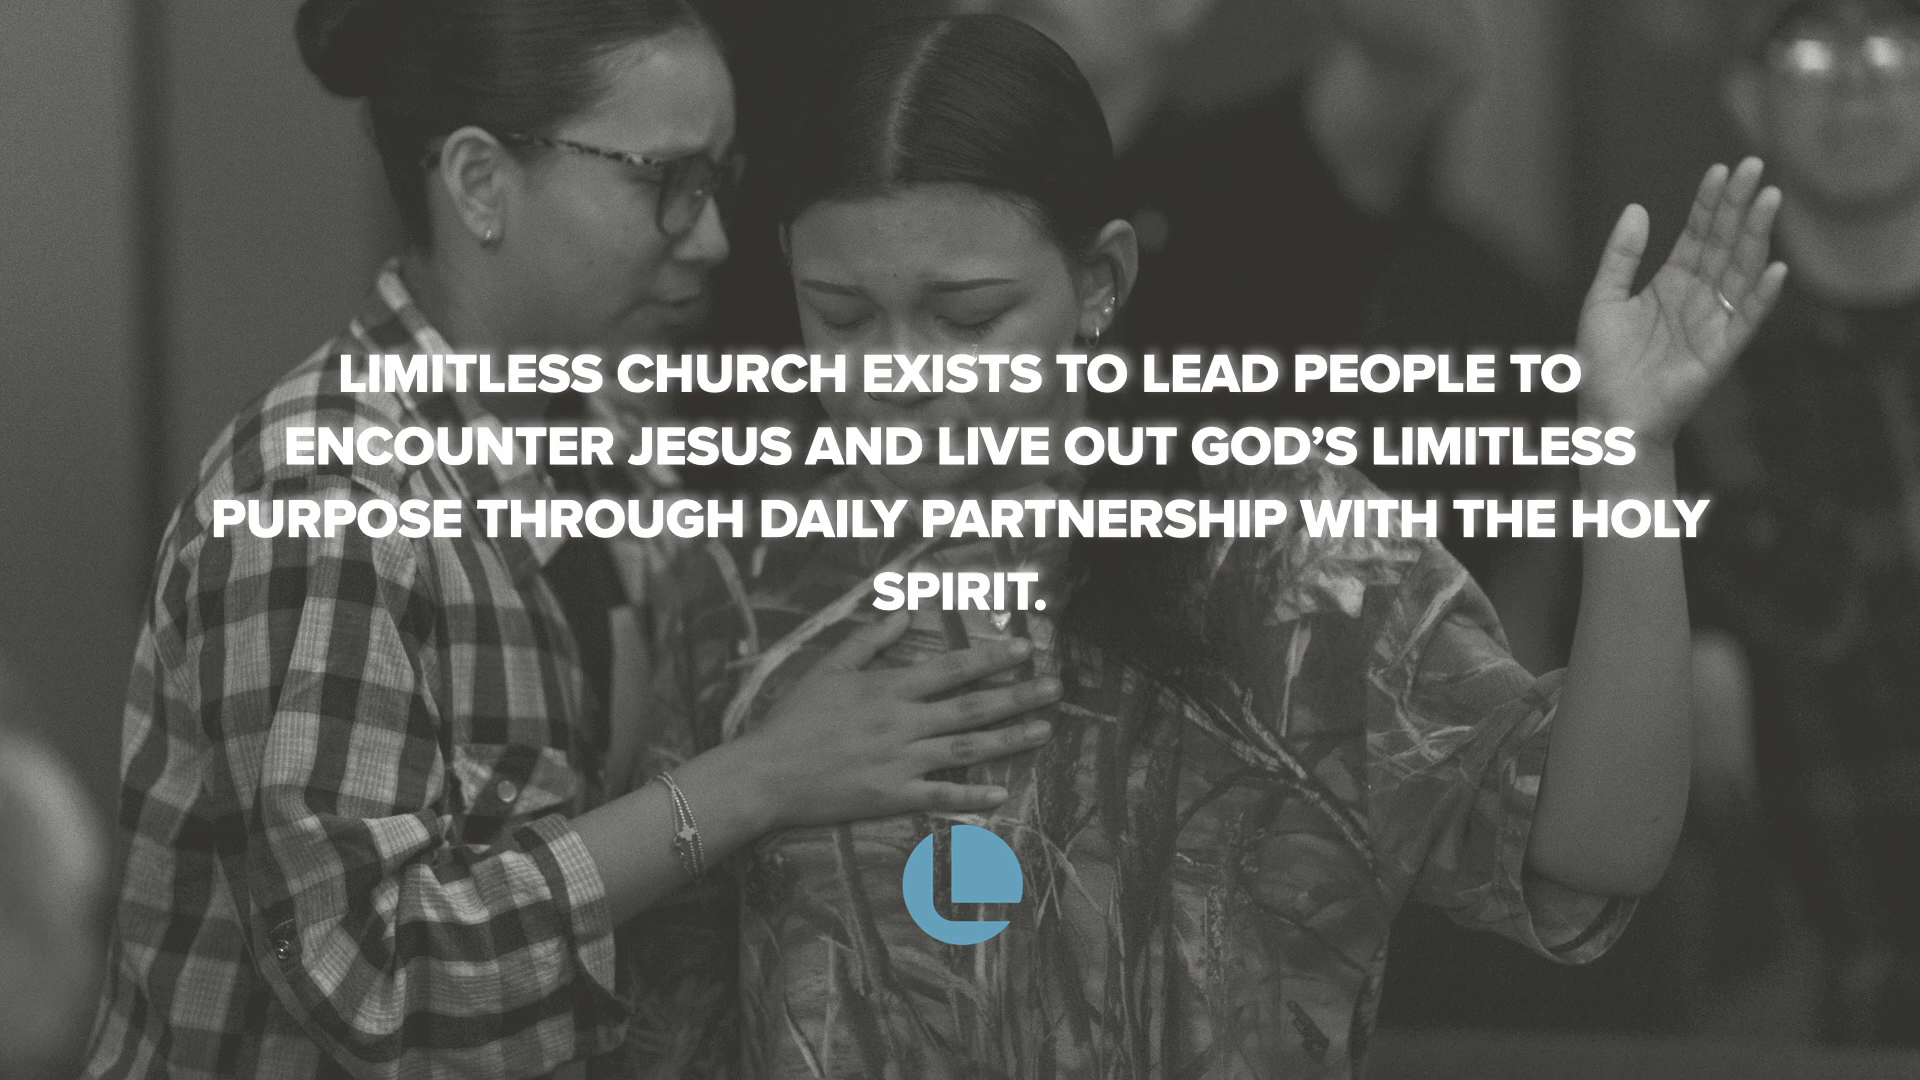 LIMITLESS CHURCH EXISTS TO LEAD PEOPLE TO
ENCOUNTER JESUS AND LIVE OUT GOD’S LIMITLESS
PURPOSE THROUGH DAILY PARTNERSHIP WITH THE HOLY
SPIRIT.